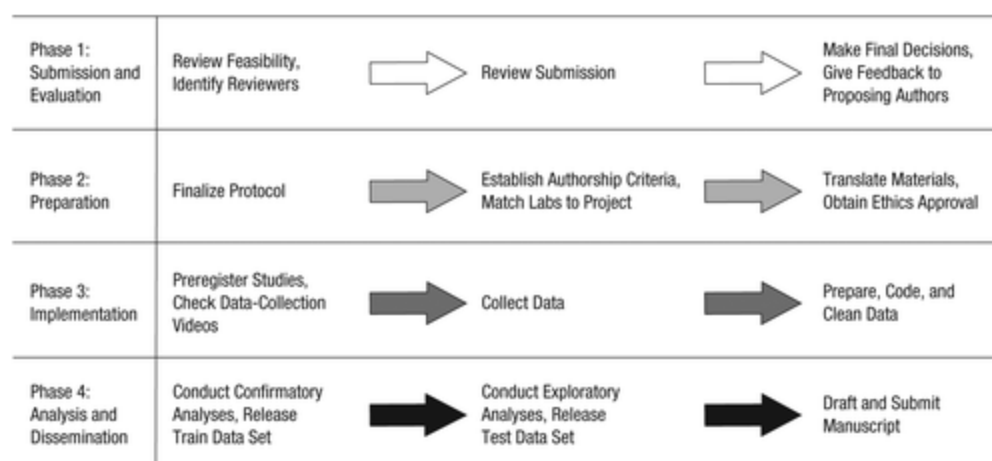 Phase 1:
Submission and
Evaluation
Review Feasibility,
Identify Reviewers
Review Submission
Make Final Decisions,
Give Feedback to
Proposing Authors
Phase 2:
Preparation
Finalize Protocol
Establish Authorship Criteria,
Match Labs to Project
Translate Materials,
Obtain Ethics Approval
Phase 3:
Implementation
Preregister Studies,
Check Data-Collection
Videos
Collect Data
Prepare, Code, and
Clean Data
Phase 4:
Analysis and
Dissemination
Conduct Confirmatory
Analyses, Release
Train Data Set
Conduct Exploratory
Analyses, Release
Test Data Set
Draft and Submit
Manuscript